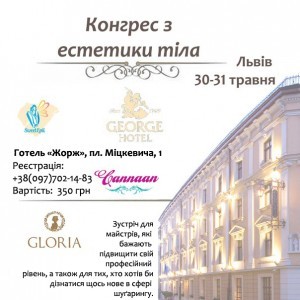 Конгрес з
естетики тіла
Львів
30-31 травня
GEORGE
HOTEL
Готель «Жорж», пл. Міцкевича, 1
Реєстрація:
+38(097)702-14-83
Cannaan
Вартість: 350 грн
GLORIA
Зустріч для
майстрів, які
бажають
підвищити свій
професійний
рівень, а також для тих, хто хотів би
дізнатися щось нове в сфері
шугарингу.